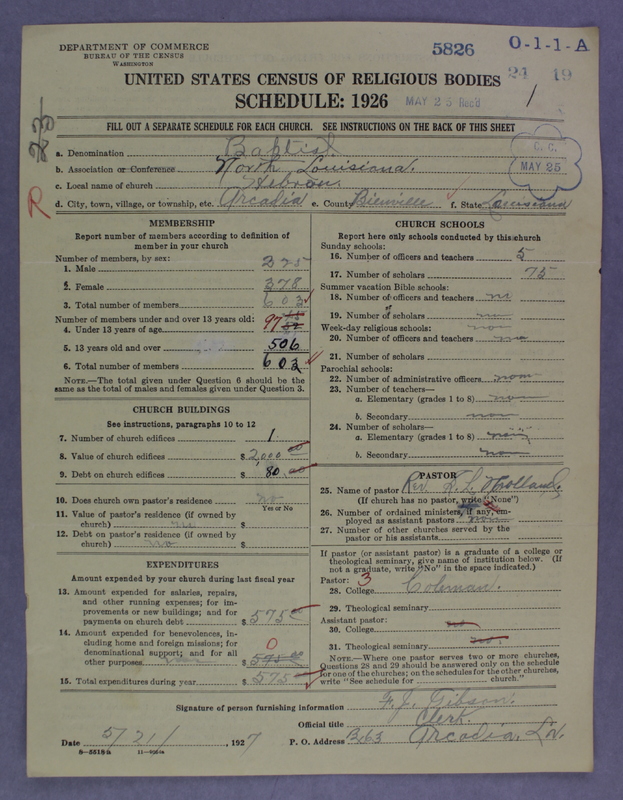 DEPARTMENT OF COMMERCE
BUREAU OF THE CENSUS
WASHINGTON
5826
O-1-1-A
24 19
UNITED STATES CENSUS OF RELIGIOUS BODIES
SCHEDULE: 1926
MAY 25 Rec'd
1
FILL OUT A SEPARATE SCHEDULE FOR EACH CHURCH. SEE INSTRUCTIONS ON THE BACK OF THIS SHEET
C. C.
MAY 25
a. Denomination Baptist
b. Association or Conference North Louisiana.
c. Local name of church Hebron.
R
d. City, town, village, or township, etc. Arcadia e. County Bienville f. State Louisiana
MEMBERSHIP
Report number of members according to definition of
member in your church
Number of members, by sex:
1. Male 225
2. Female 378
3. Total number of members 603
Number of members under and over 13 years old:
4. Under 13 years of age 97
5. 13 years old and over 506
6. Total number of members 603
NOTE.—The total given under Question 6 should be the
same as the total of males and females given under Question 3.
CHURCH BUILDINGS
See instructions, paragraphs 10 to 12
7. Number of church edifices 1
8. Value of church edifices $2,000 00
9. Debt on church edifices $ 80 00
10. Does church own pastor's residence no
Yes or No
11. Value of pastor's residence (if owned by
church) $
12. Debt on pastor's residence (if owned by
church) no $
EXPENDITURES
Amount expended by your church during last fiscal year
13. Amount expended for salaries, repairs,
and other running expenses; for im-
provements or new buildings; and for
payments on church debt $575
14. Amount expended for benevolences, in-
cluding home and foreign missions; for
denominational support; and for all
other purposes $ 0
15. Total expenditures during year $575
CHURCH SCHOOLS
Report here only schools conducted by this church
Sunday schools:
16. Number of officers and teachers 5
17. Number of scholars 75
Summer vacation Bible schools:
18. Number of officers and teachers
19. Number of scholars
Week-day religious schools:
20. Number of officers and teachers
21. Number of scholars
Parochial schools:
22. Number of administrative officers
23. Number of teachers—
a. Elementary (grades 1 to 8)
b. Secondary
24. Number of scholars—
a. Elementary (grades 1 to 8)
b. Secondary
PASTOR
25. Name of pastor Rev.
(If church has no pastor, write "None")
26. Number of ordained ministers, if any, em-
ployed as assistant pastors
27. Number of other churches served by the
pastor or his assistants
If pastor (or assistant pastor) is a graduate of a college or
theological seminary, give name of institution below. (If
not a graduate, write "No" in the space indicated.)
Pastor: 3
28. College Coleman.
29. Theological seminary
Assistant pastor:
30. College
31. Theological seminary
NOTE.—Where one pastor serves two or more churches,
Questions 28 and 29 should be answered only on the schedule
for one of the churches; on the schedules for the other churches,
write "See schedule for church."
Signature of person furnishing information F. J. Gibson.
Official title Clerk.
Date 5/21/, 1927 P. O. Address B.63 Arcadia, La.
8-5518a 11-